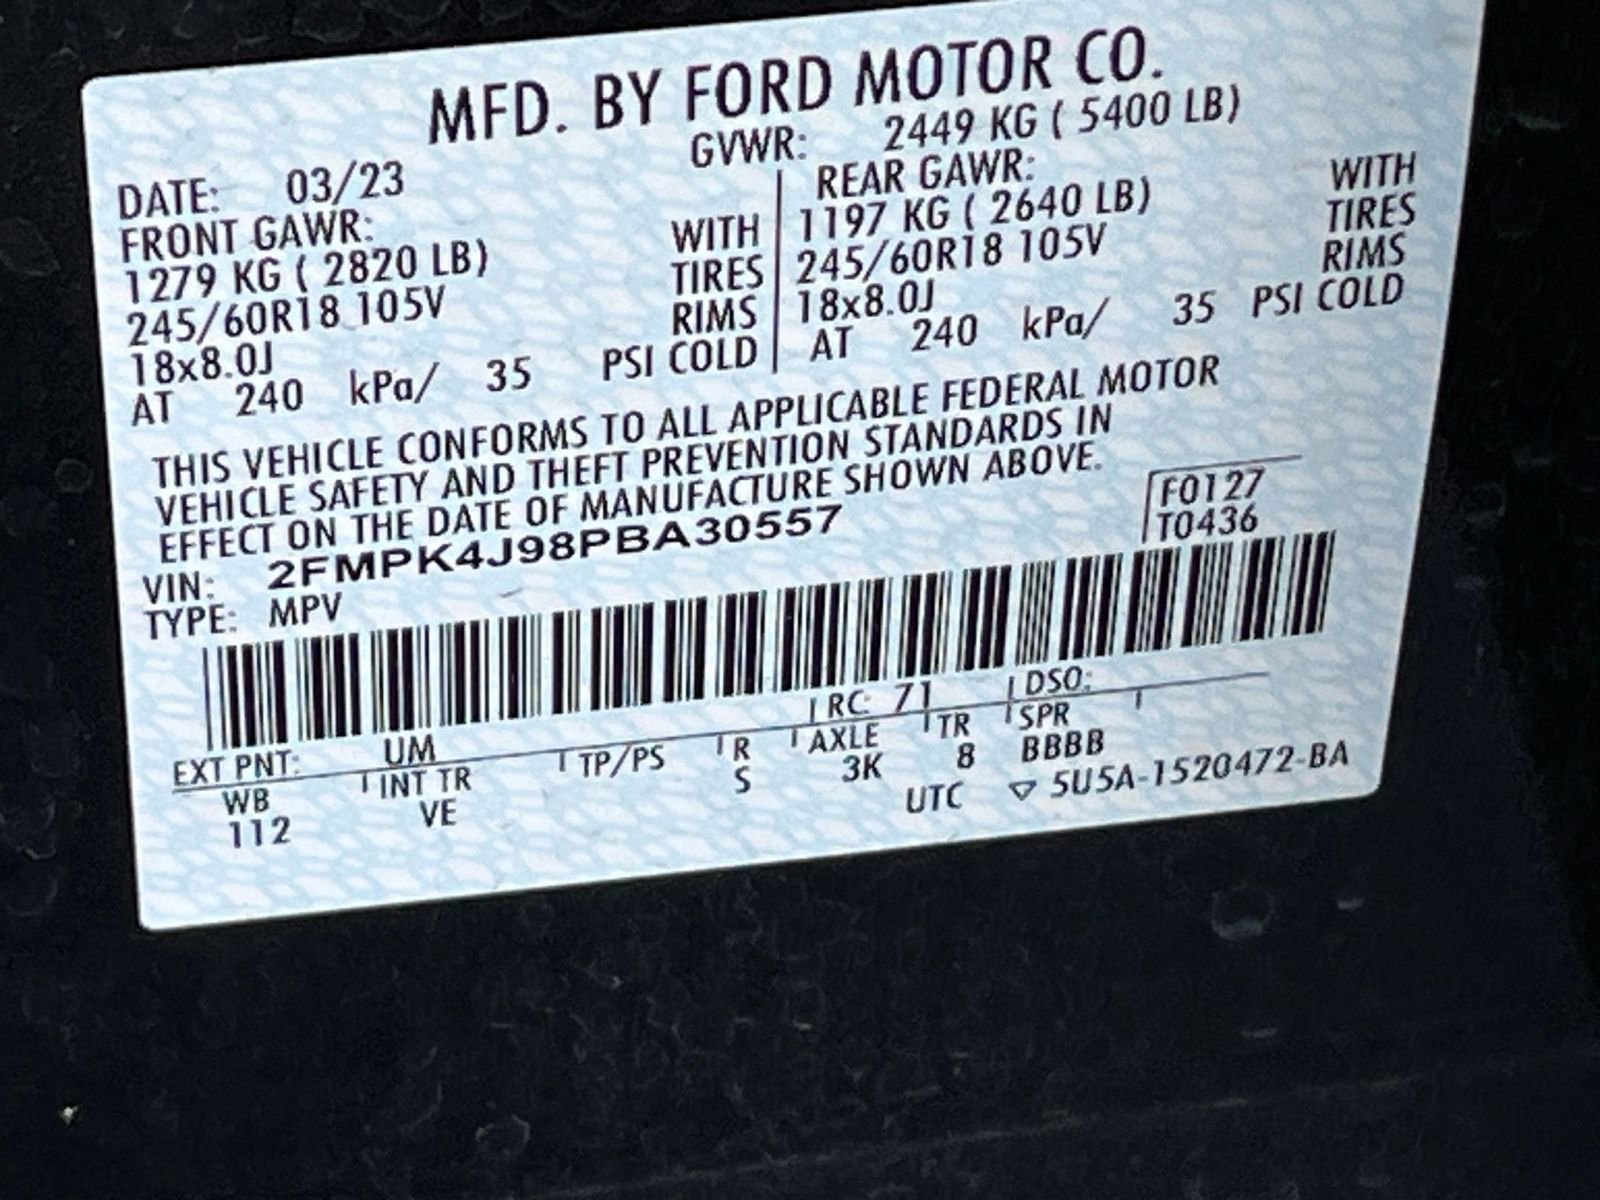 MFD. BY FORD MOTOR CO.
DATE: 03/23 GVWR: 2449 KG ( 5400 LB)
FRONT GAWR: REAR GAWR:
1279 KG ( 2820 LB) WITH 1197 KG ( 2640 LB) WITH
245/60R18 105V TIRES 245/60R18 105V TIRES
18x8.0J RIMS 18x8.0J RIMS
AT 240 kPa/ 35 PSI COLD AT 240 kPa/ 35 PSI COLD
THIS VEHICLE CONFORMS TO ALL APPLICABLE FEDERAL MOTOR
VEHICLE SAFETY AND THEFT PREVENTION STANDARDS IN
EFFECT ON THE DATE OF MANUFACTURE SHOWN ABOVE.
VIN: 2FMPK4J98PBA30557 F0127
TYPE: MPV T0436
EXT PNT: UM RC: 71 DSO:
WB INT TR TP/PS R AXLE TR SPR
112 VE S 3K 8 BBBB
UTC ▽ 5U5A-1520472-BA